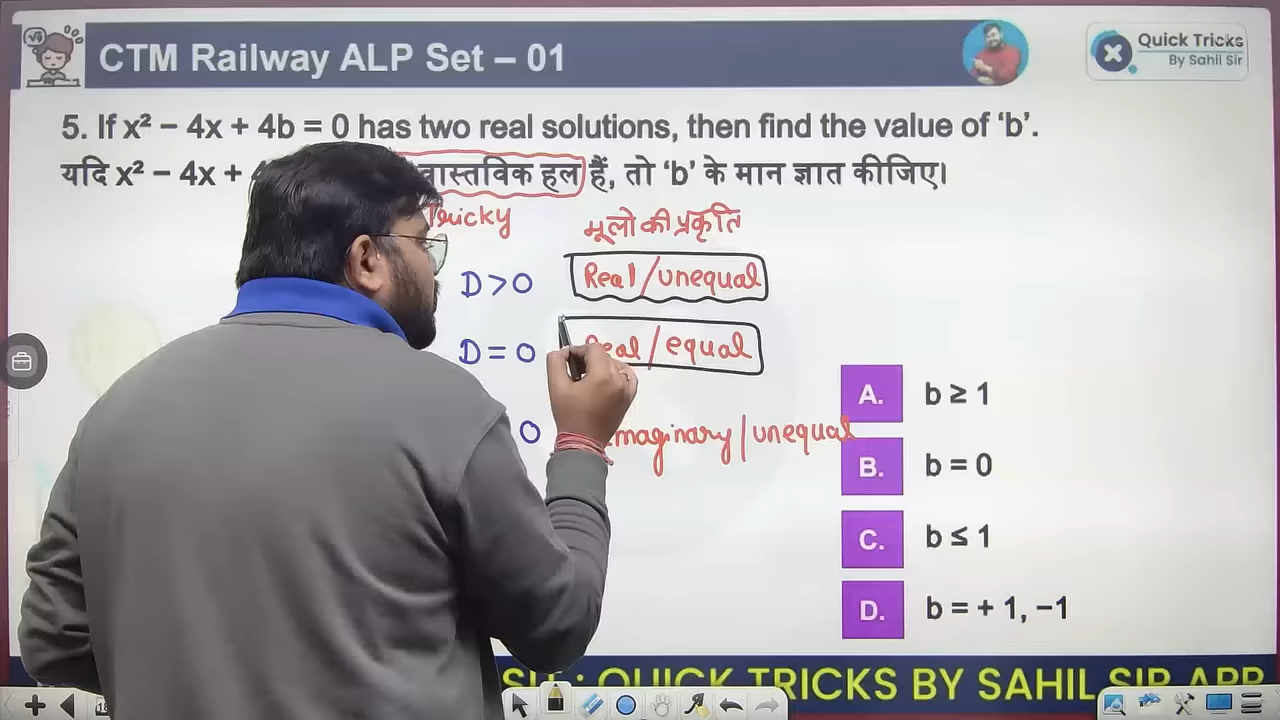 CTM Railway ALP Set – 01
Quick Tricks
By Sahil Sir
5. If x² − 4x + 4b = 0 has two real solutions, then find the value of ‘b’.
यदि x² − 4x + वास्तविक हल हैं, तो ‘b’ के मान ज्ञात कीजिए।
Tricky मूलो की प्रकृति
D > 0 Real/unequal
D = 0 Real/equal
0 Imaginary/unequal
A. b ≥ 1
B. b = 0
C. b ≤ 1
D. b = + 1, −1
: QUICK TRICKS BY SAHIL SIR APP